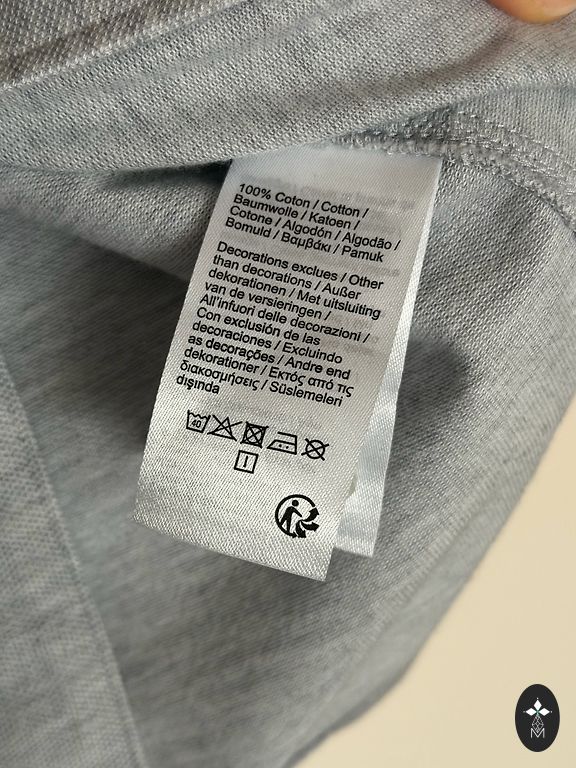 100% Coton / Cotton /
Baumwolle / Katoen /
Cotone / Algodón / Algodão /
Bomuld / Βαμβάκι / Pamuk
Decorations exclues / Other
than decorations / Außer
dekorationen / Met uitsluiting
van de versieringen /
All'infuori delle decorazioni /
Con exclusión de las
decoraciones / Excluindo
as decorações / Andre end
dekorationer / Εκτός από τις
διακοσμήσεις / Süslemeleri
dışında
40
I
M